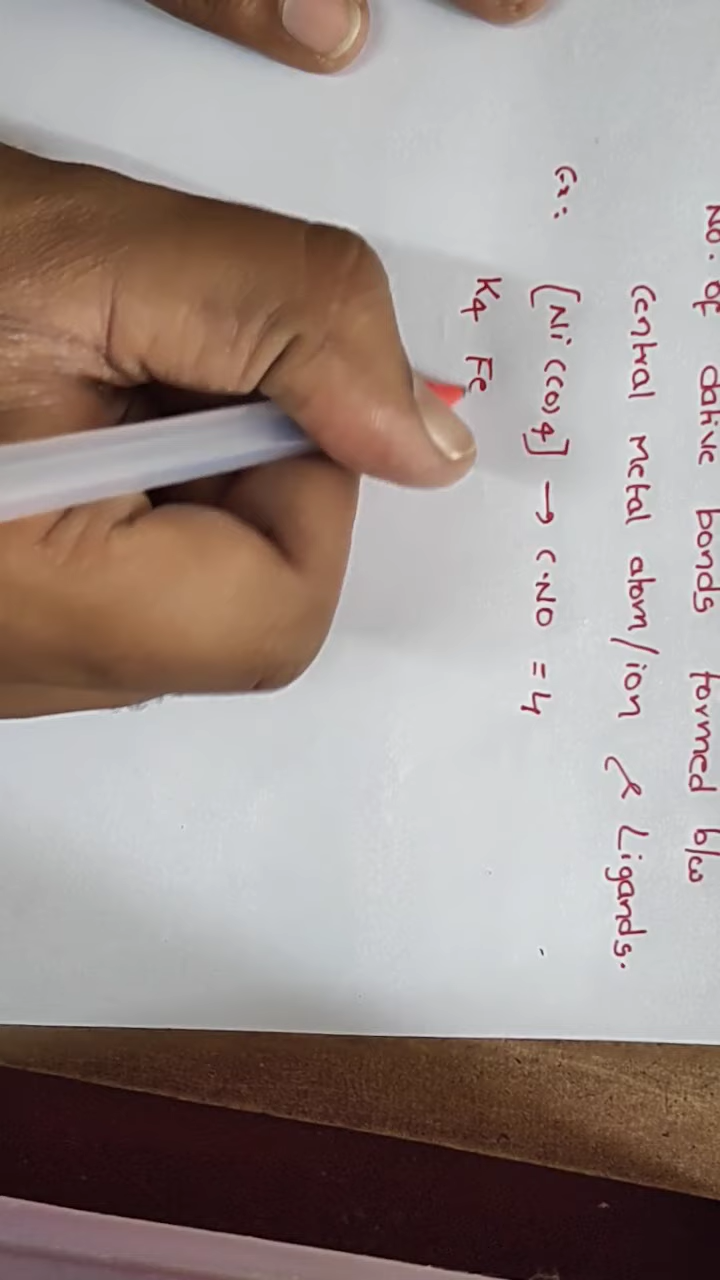 No. of dative bonds formed b/w
central metal atom/ion & Ligands.
Ex: [Ni(CO)4] → C·NO = 4
K4 Fe